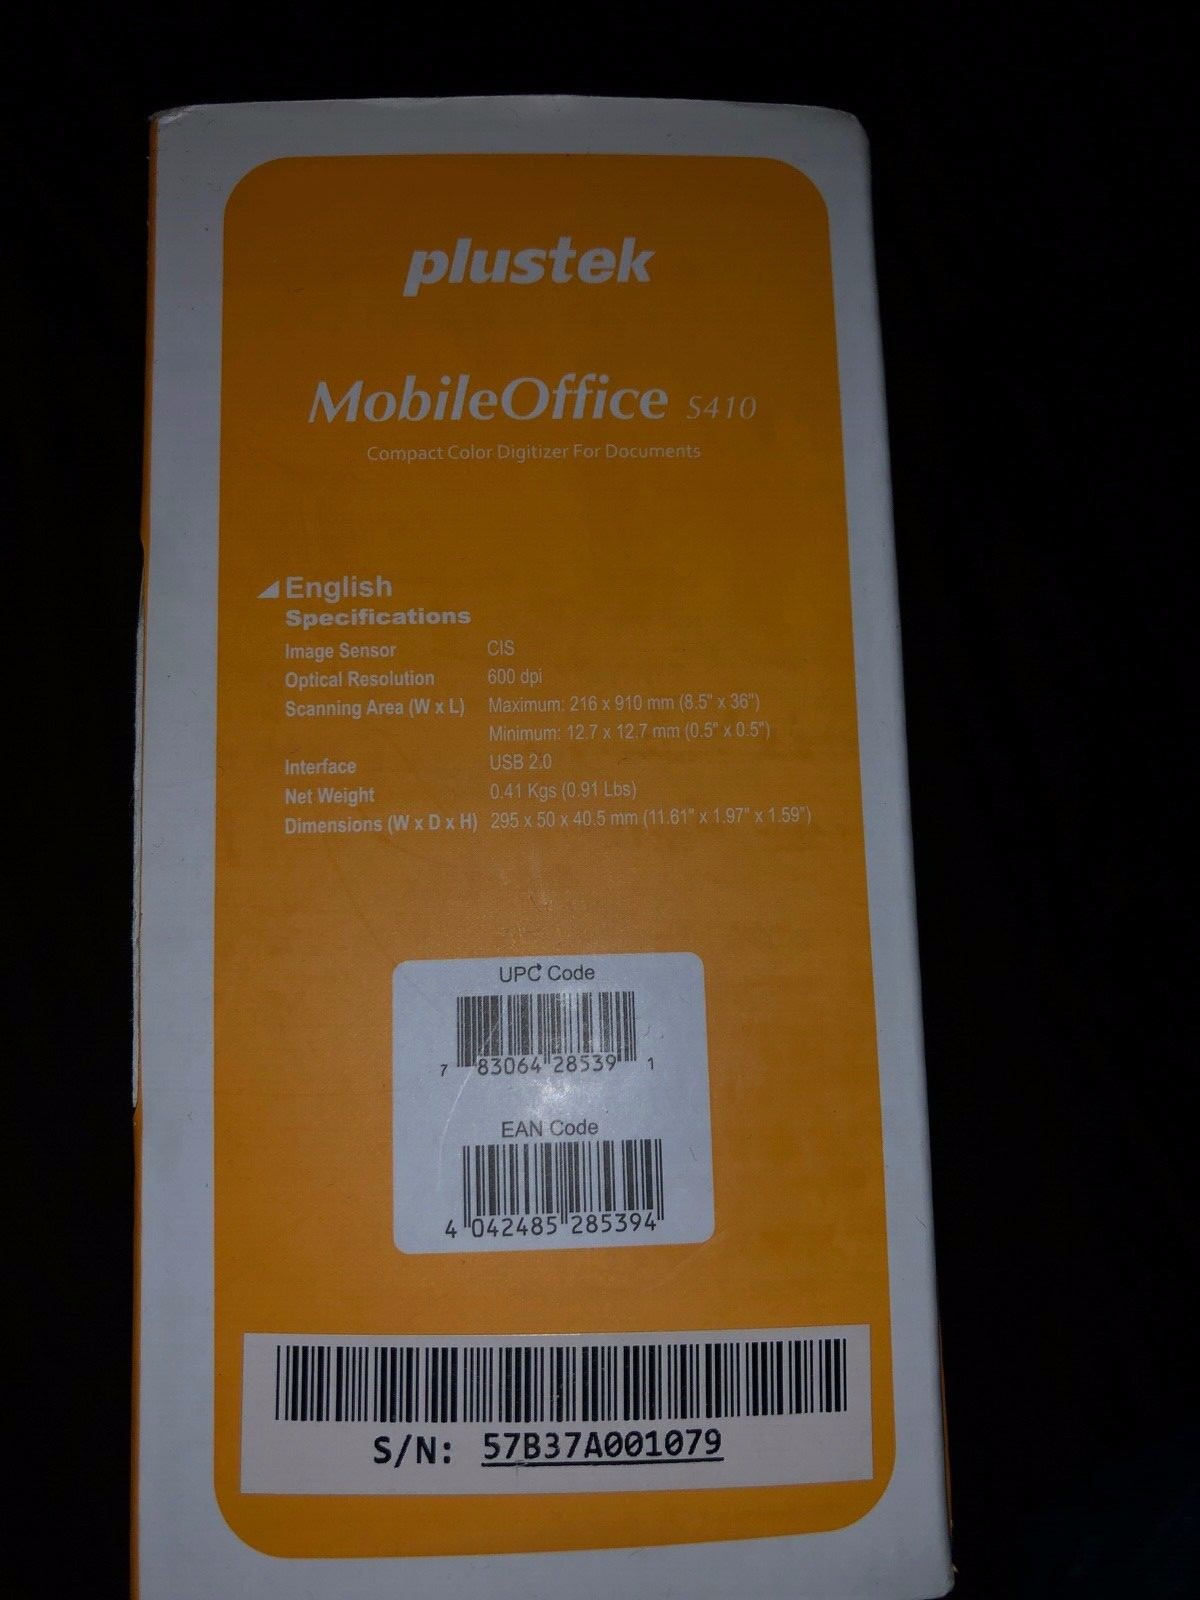 plustek
MobileOffice S410
Compact Color Digitizer For Documents
English
Specifications
Image Sensor CIS
Optical Resolution 600 dpi
Scanning Area (W x L) Maximum: 216 x 910 mm (8.5" x 36")
Minimum: 12.7 x 12.7 mm (0.5" x 0.5")
Interface USB 2.0
Net Weight 0.41 Kgs (0.91 Lbs)
Dimensions (W x D x H) 295 x 50 x 40.5 mm (11.61" x 1.97" x 1.59")
UPC Code
7 83064 28539 1
EAN Code
4 042485 285394
S/N: 57B37A001079